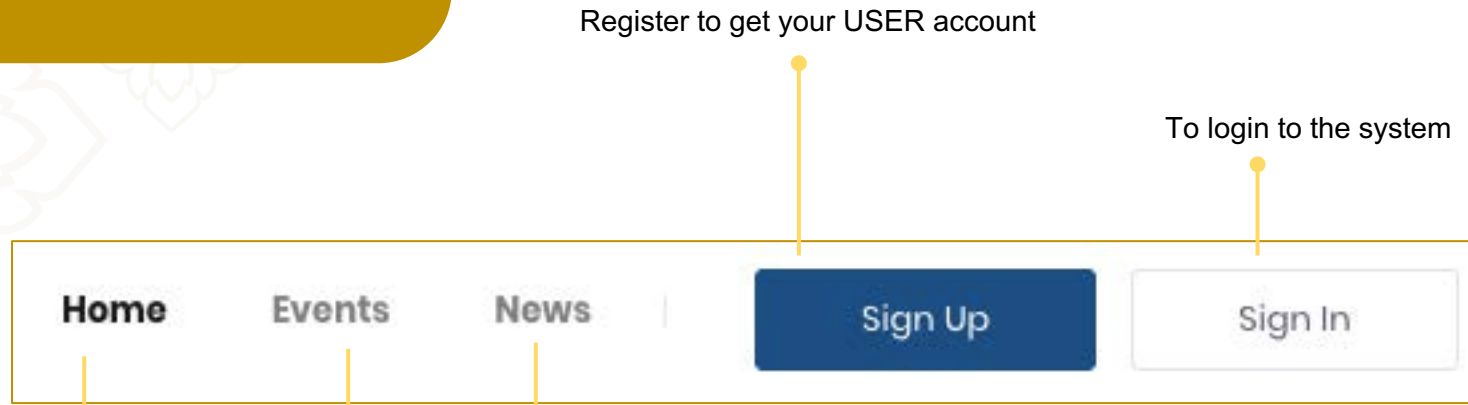 Register to get your USER account
To login to the system
Home Events News Sign Up Sign In